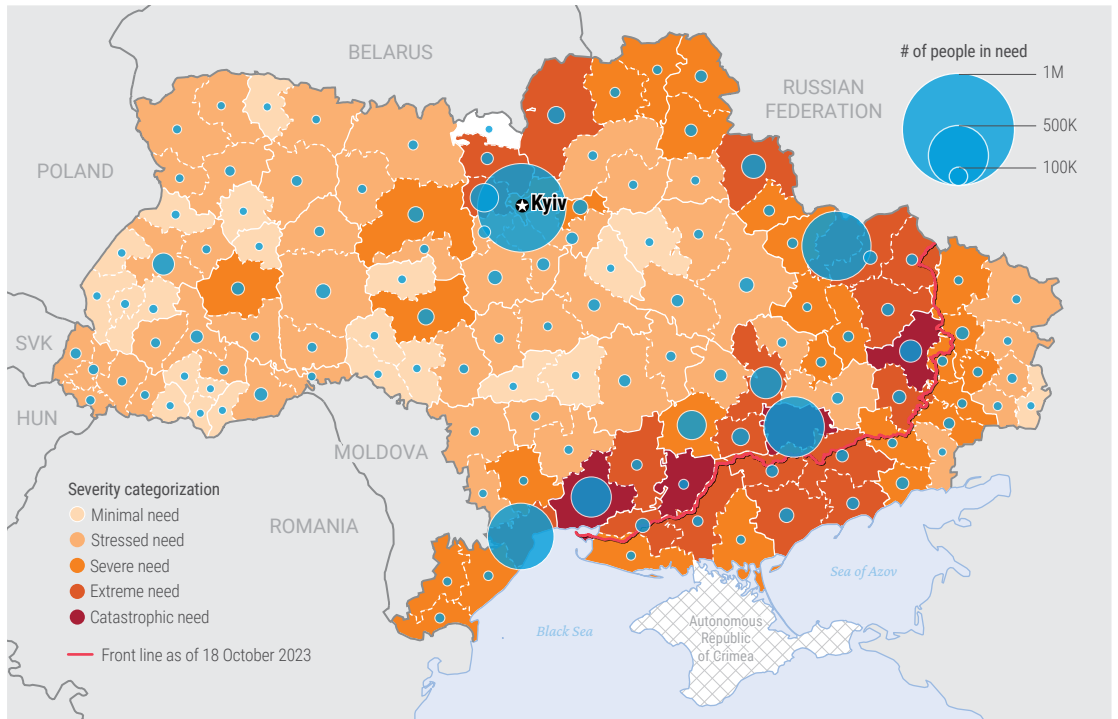 BELARUS
# of people in need
1M
500K
100K
RUSSIAN
FEDERATION
POLAND
Kyiv
SVK
HUN
MOLDOVA
ROMANIA
Severity categorization
Minimal need
Stressed need
Severe need
Extreme need
Catastrophic need
Front line as of 18 October 2023
Sea of Azov
Black Sea
Autonomous
Republic
of Crimea